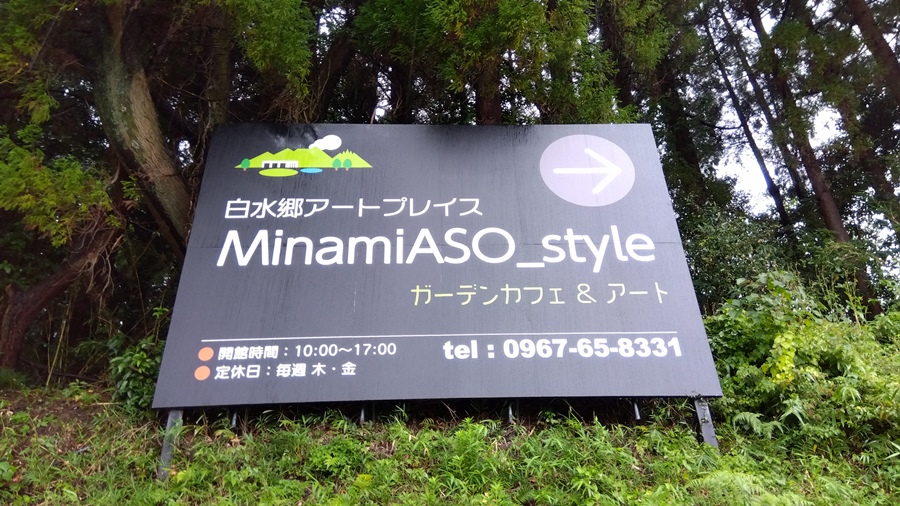 白水郷アートプレイス
MinamiASO_style
ガーデンカフェ & アート
開館時間：10:00～17:00
定休日：毎週 木・金
tel：0967-65-8331